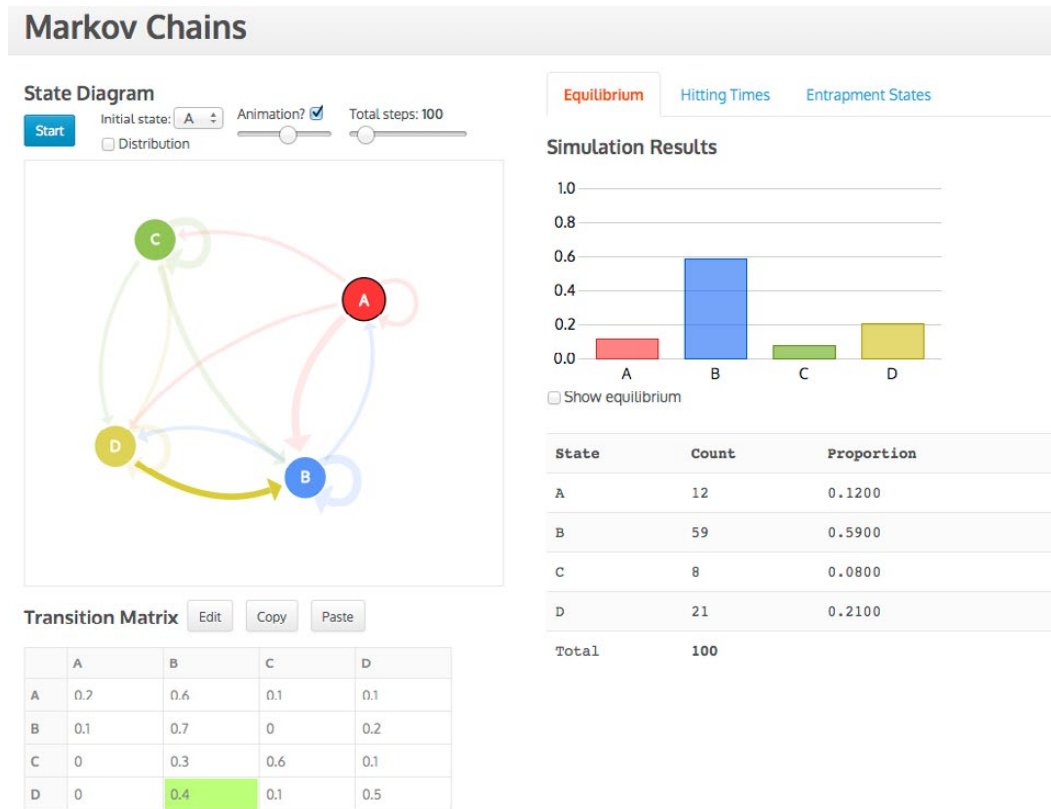 Markov Chains
State Diagram
Start
Initial state: A
Animation?
Total steps: 100
Distribution
C
A
D
B
Transition Matrix
Edit
Copy
Paste
A B C D
A 0.2 0.6 0.1 0.1
B 0.1 0.7 0 0.2
C 0 0.3 0.6 0.1
D 0 0.4 0.1 0.5
Equilibrium
Hitting Times
Entrapment States
Simulation Results
1.0
0.8
0.6
0.4
0.2
0.0
A B C D
Show equilibrium
State Count Proportion
A 12 0.1200
B 59 0.5900
C 8 0.0800
D 21 0.2100
Total 100